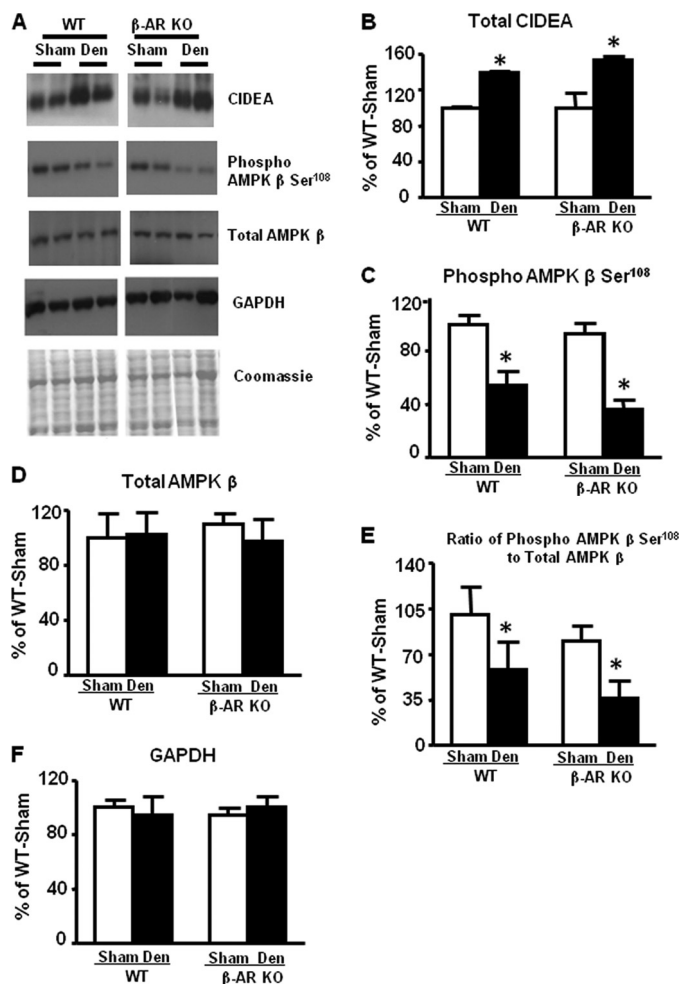 A
WT β-AR KO
Sham Den Sham Den
CIDEA
Phospho
AMPK β Ser108
Total AMPK β
GAPDH
Coomassie
B
Total CIDEA
% of WT-Sham
160
120
80
40
0
* *
Sham Den Sham Den
WT β-AR KO
C
Phospho AMPK β Ser108
% of WT-Sham
120
80
40
0
* *
Sham Den Sham Den
WT β-AR KO
D
Total AMPK β
% of WT-Sham
120
80
40
0
Sham Den Sham Den
WT β-AR KO
E
Ratio of Phospho AMPK β Ser108
to Total AMPK β
% of WT-Sham
140
105
70
35
0
* *
Sham Den Sham Den
WT β-AR KO
F
GAPDH
% of WT-Sham
120
80
40
0
Sham Den Sham Den
WT β-AR KO